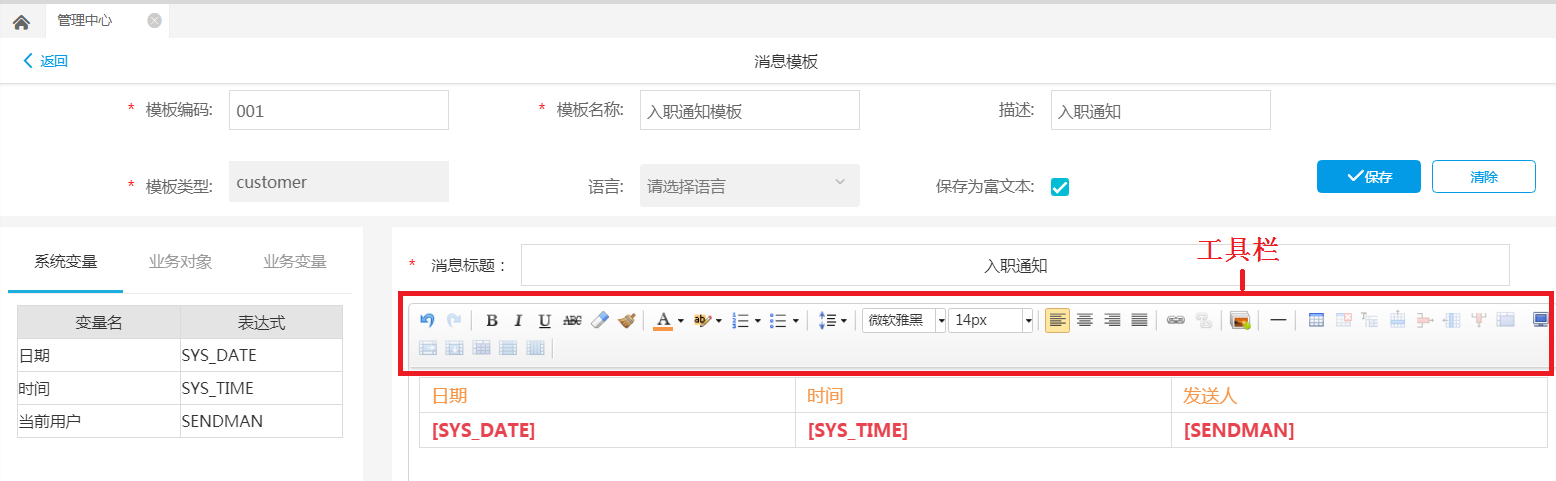 管理中心
返回
消息模板
* 模板编码: 001
* 模板名称: 入职通知模板
描述: 入职通知
* 模板类型: customer
语言: 请选择语言
保存为富文本:
保存
清除
系统变量 业务对象 业务变量
变量名 表达式
日期 SYS_DATE
时间 SYS_TIME
当前用户 SENDMAN
工具栏
* 消息标题： 入职通知
B I U ABC A ab 微软雅黑 14px
日期 时间 发送人
[SYS_DATE] [SYS_TIME] [SENDMAN]